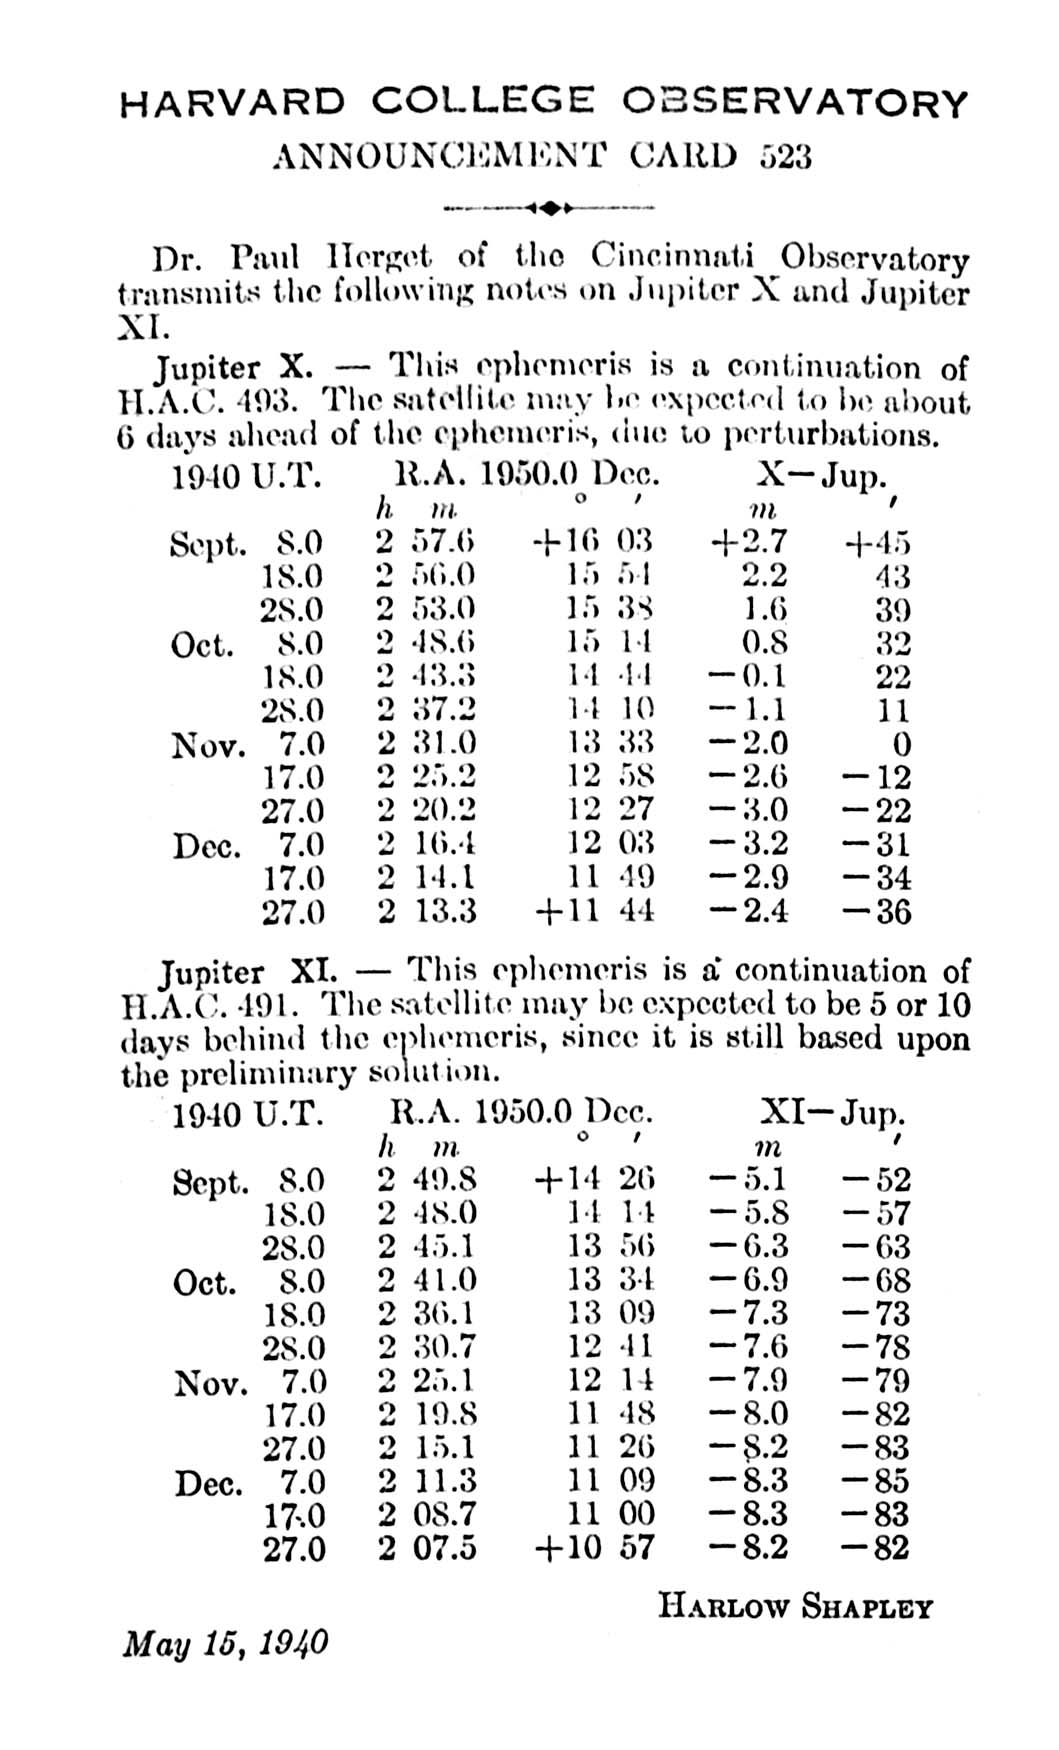 HARVARD COLLEGE OBSERVATORY
ANNOUNCEMENT CARD 523
Dr. Paul Herget of the Cincinnati Observatory
transmits the following notes on Jupiter X and Jupiter
XI.
Jupiter X. — This ephemeris is a continuation of
H.A.C. 493. The satellite may be expected to be about
6 days ahead of the ephemeris, due to perturbations.
1940 U.T. R.A. 1950.0 Dec. X—Jup.
h m ° ′ m ′
Sept. 8.0 2 57.6 +16 03 +2.7 +45
18.0 2 56.0 15 54 2.2 43
28.0 2 53.0 15 38 1.6 39
Oct. 8.0 2 48.6 15 14 0.8 32
18.0 2 43.3 14 44 —0.1 22
28.0 2 37.2 14 10 —1.1 11
Nov. 7.0 2 31.0 13 33 —2.0 0
17.0 2 25.2 12 58 —2.6 —12
27.0 2 20.2 12 27 —3.0 —22
Dec. 7.0 2 16.4 12 03 —3.2 —31
17.0 2 14.1 11 49 —2.9 —34
27.0 2 13.3 +11 44 —2.4 —36
Jupiter XI. — This ephemeris is a continuation of
H.A.C. 491. The satellite may be expected to be 5 or 10
days behind the ephemeris, since it is still based upon
the preliminary solution.
1940 U.T. R.A. 1950.0 Dec. XI—Jup.
h m ° ′ m ′
Sept. 8.0 2 49.8 +14 26 —5.1 —52
18.0 2 48.0 14 14 —5.8 —57
28.0 2 45.1 13 56 —6.3 —63
Oct. 8.0 2 41.0 13 34 —6.9 —68
18.0 2 36.1 13 09 —7.3 —73
28.0 2 30.7 12 41 —7.6 —78
Nov. 7.0 2 25.1 12 14 —7.9 —79
17.0 2 19.8 11 48 —8.0 —82
27.0 2 15.1 11 26 —8.2 —83
Dec. 7.0 2 11.3 11 09 —8.3 —85
17.0 2 08.7 11 00 —8.3 —83
27.0 2 07.5 +10 57 —8.2 —82
HARLOW SHAPLEY
May 15, 1940